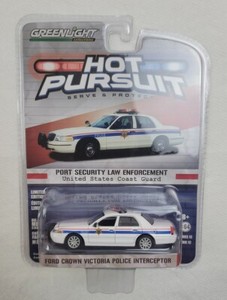 GREENLIGHT
HOT
PURSUIT
SERVE & PROTECT
PORT SECURITY LAW ENFORCEMENT
United States Coast Guard
FORD CROWN VICTORIA POLICE INTERCEPTOR